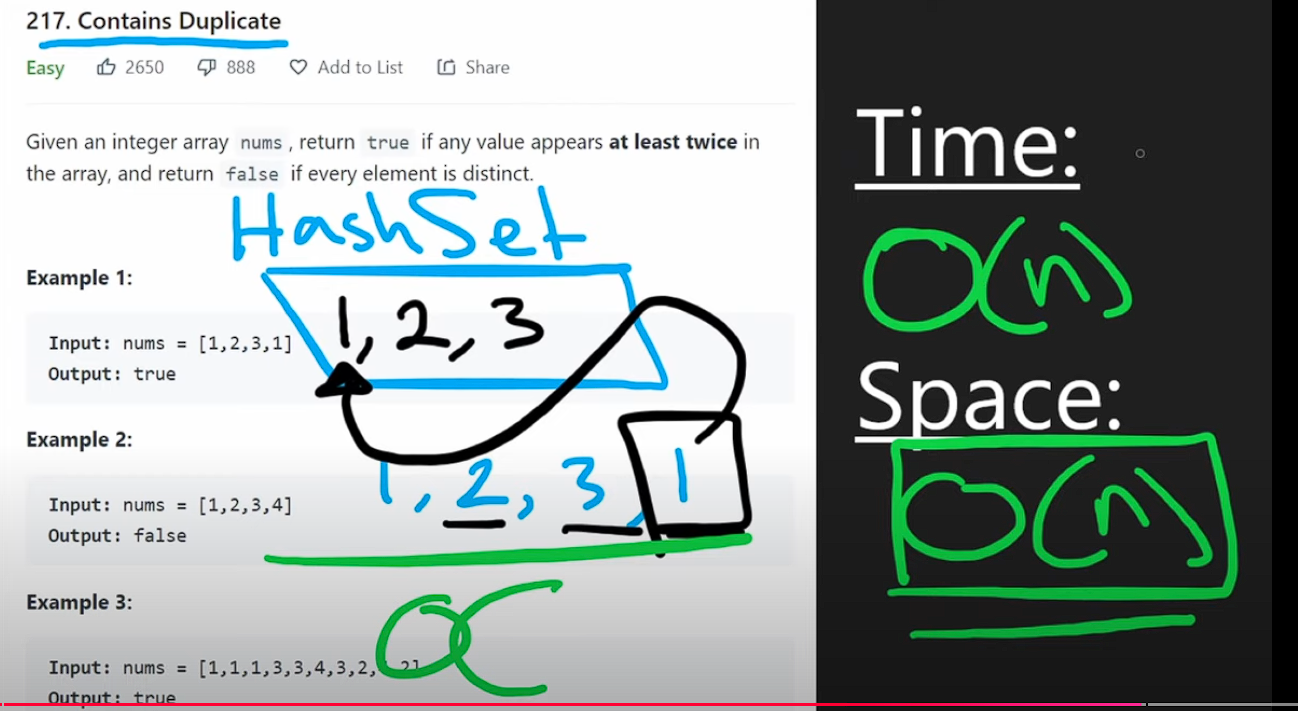 217. Contains Duplicate
Easy 2650 888 Add to List Share
Given an integer array nums , return true if any value appears at least twice in
the array, and return false if every element is distinct.
HashSet
Example 1:
1, 2, 3
Input: nums = [1,2,3,1]
Output: true
Example 2:
1, 2, 3, 1
Input: nums = [1,2,3,4]
Output: false
Example 3:
O(
Input: nums = [1,1,1,3,3,4,3,2,
Output: true
Time:
O(n)
Space:
O(n)